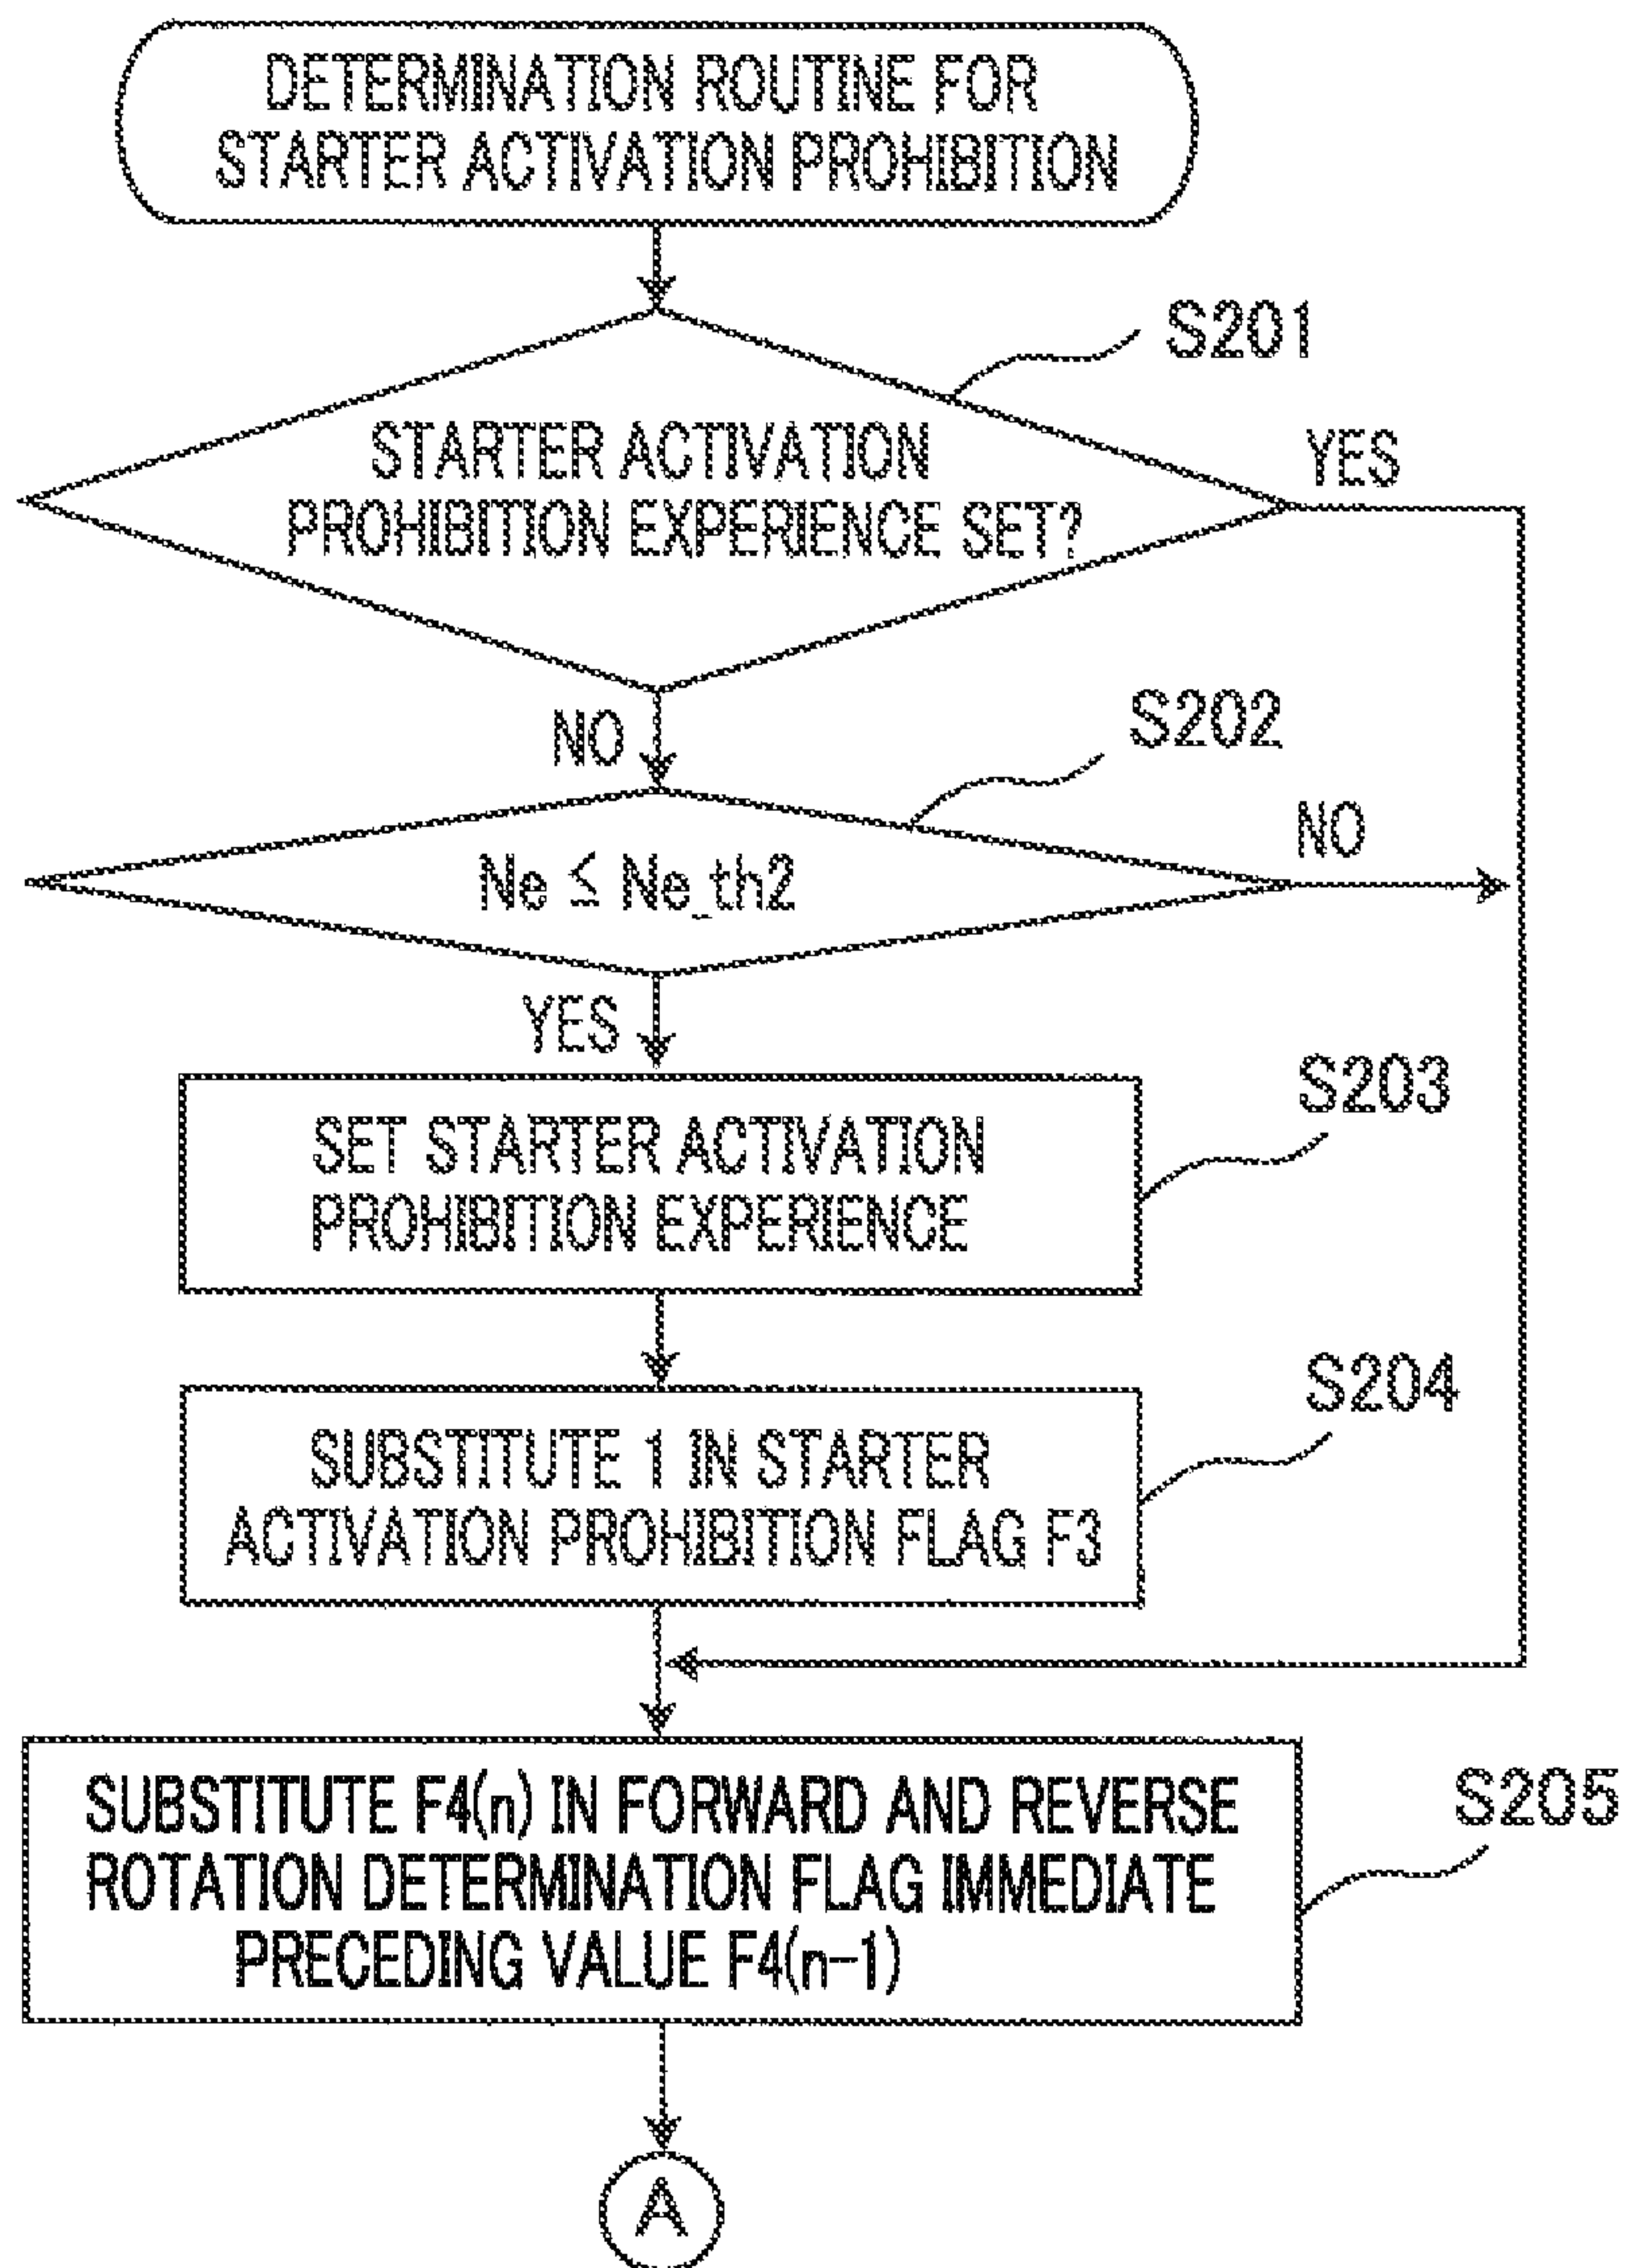 DETERMINATION ROUTINE FOR
STARTER ACTIVATION PROHIBITION
S201
STARTER ACTIVATION
PROHIBITION EXPERIENCE SET?
YES
NO
S202
Ne ≤ Ne_th2
NO
YES
S203
SET STARTER ACTIVATION
PROHIBITION EXPERIENCE
S204
SUBSTITUTE 1 IN STARTER
ACTIVATION PROHIBITION FLAG F3
S205
SUBSTITUTE F4(n) IN FORWARD AND REVERSE
ROTATION DETERMINATION FLAG IMMEDIATE
PRECEDING VALUE F4(n-1)
A